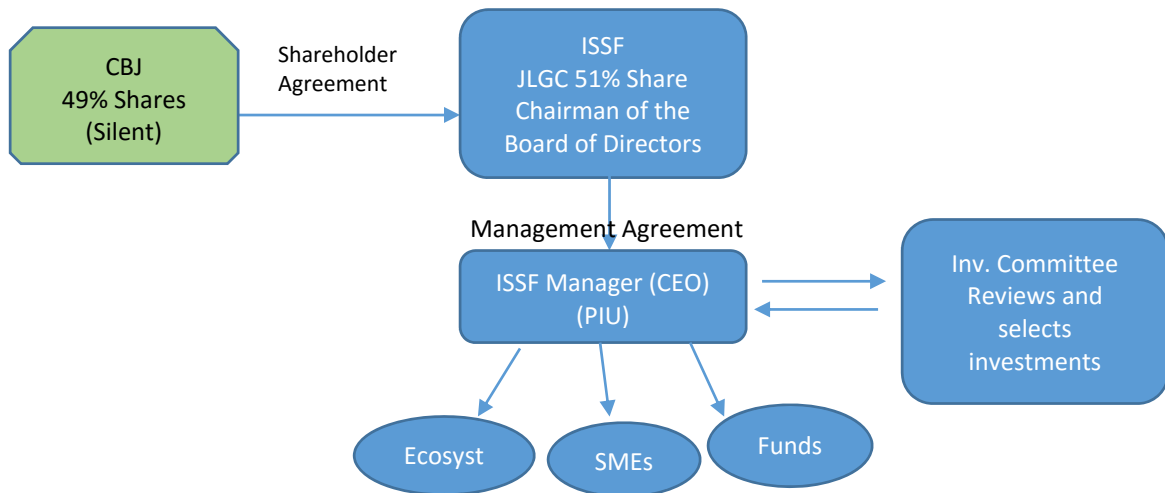 CBJ
49% Shares
(Silent)
Shareholder
Agreement
ISSF
JLGC 51% Share
Chairman of the
Board of Directors
Management Agreement
ISSF Manager (CEO)
(PIU)
Inv. Committee
Reviews and
selects
investments
Ecosyst
SMEs
Funds